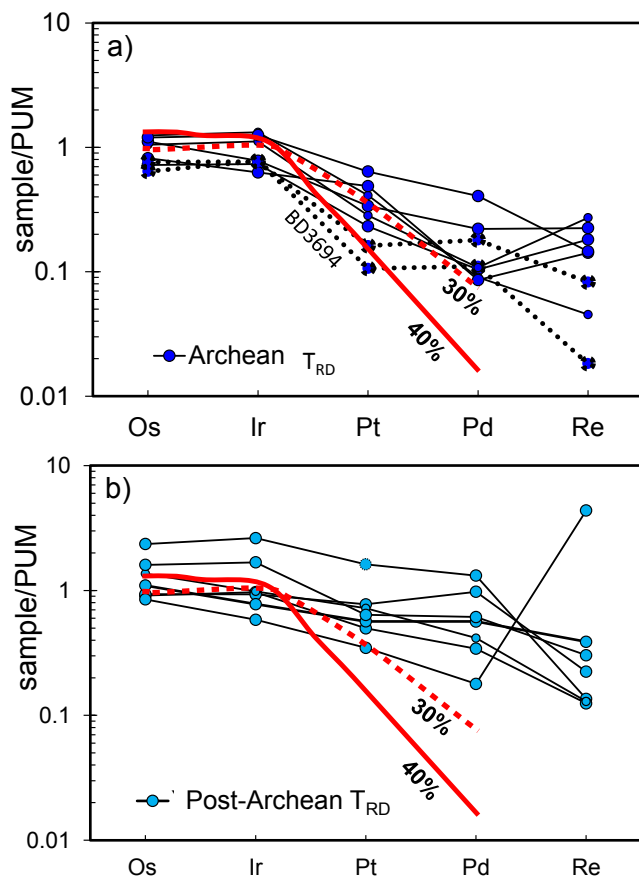 a)
10
1
0.1
0.01
sample/PUM
BD3694
30%
40%
Archean T_RD
Os Ir Pt Pd Re
b)
10
1
0.1
0.01
sample/PUM
30%
40%
Post-Archean T_RD
Os Ir Pt Pd Re